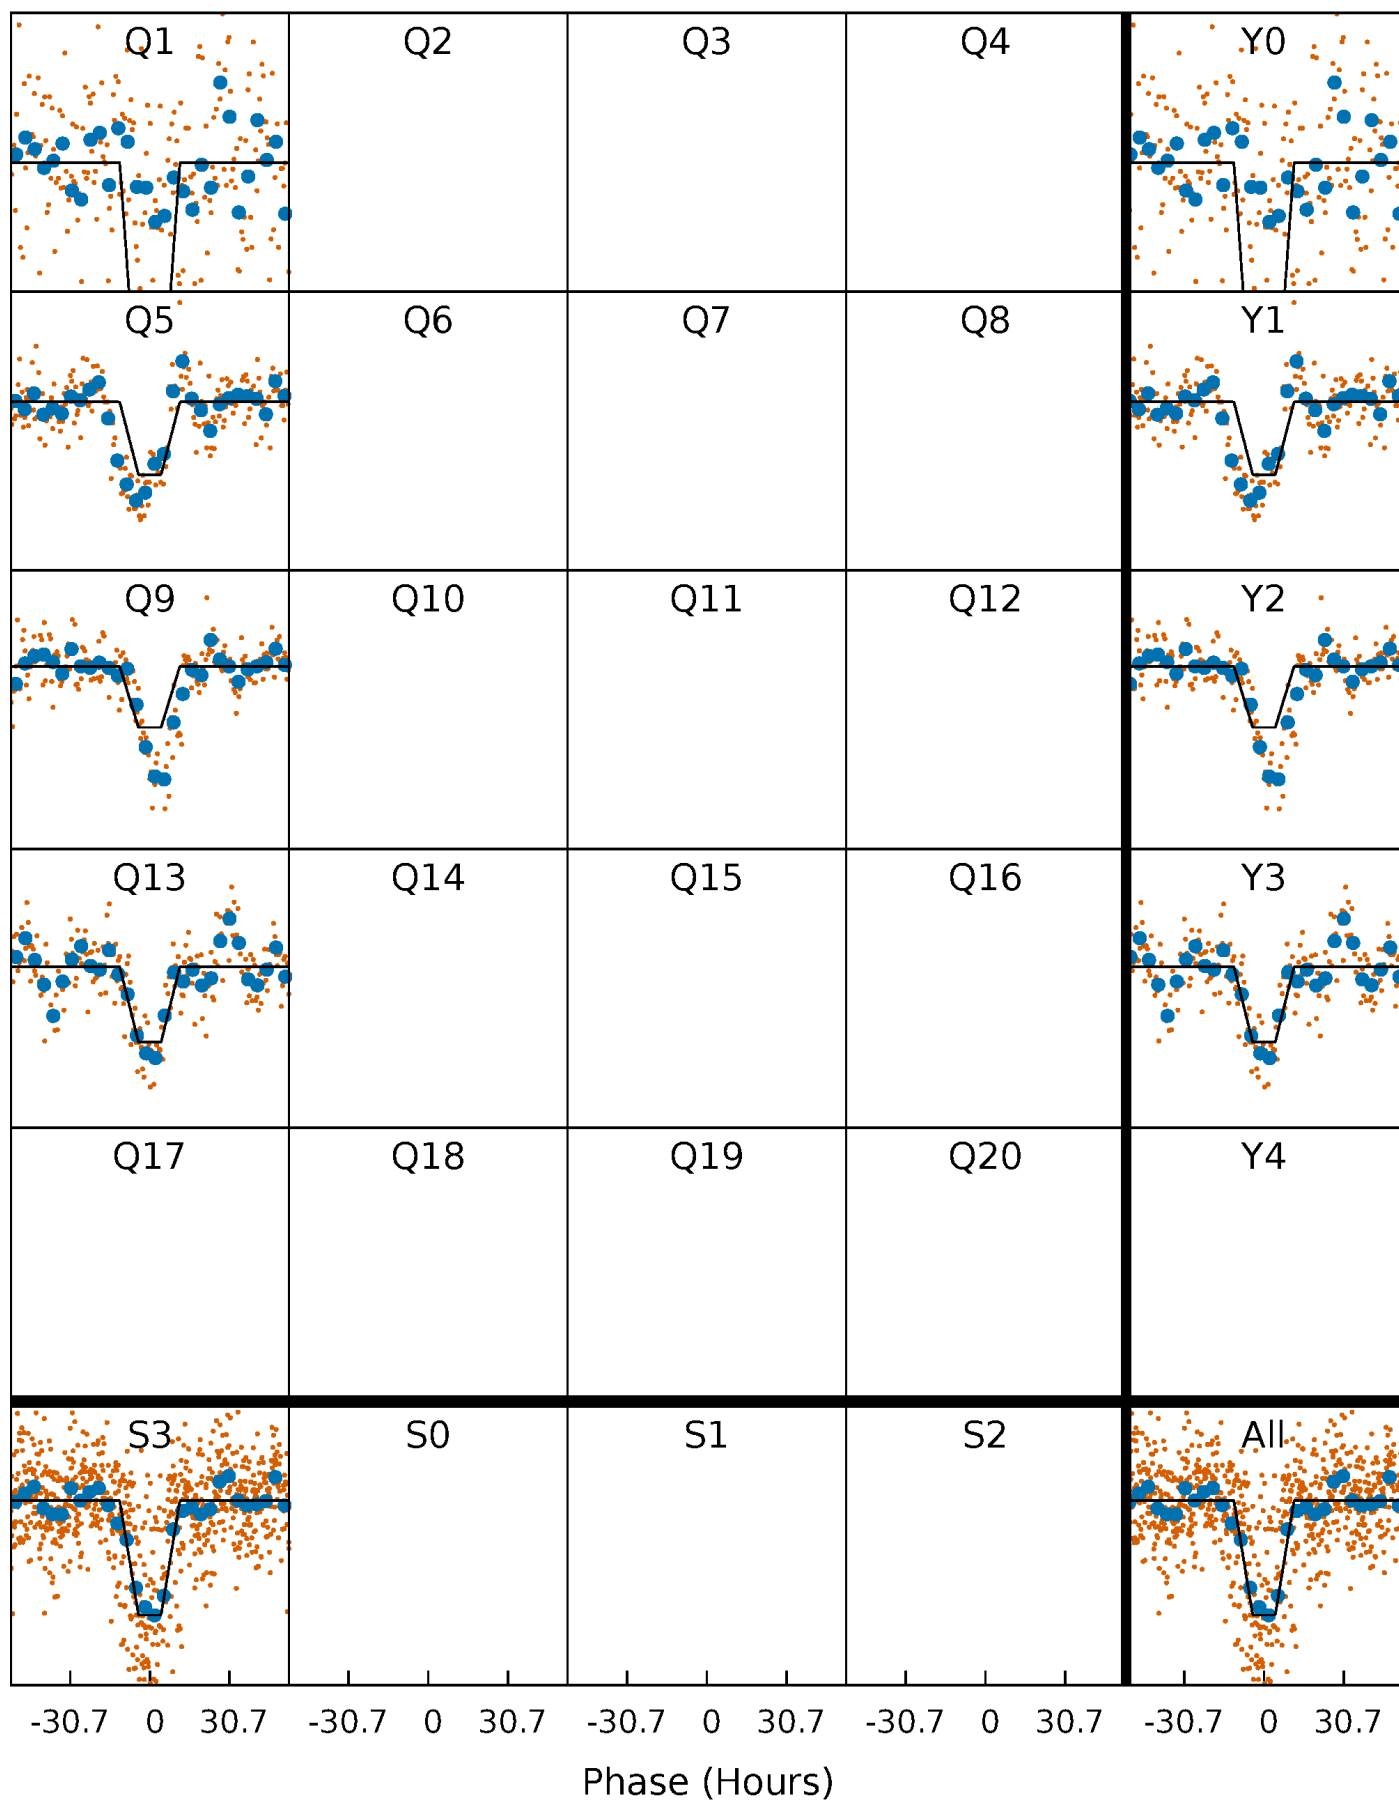 Q1 Q2 Q3 Q4 Y0
Q5 Q6 Q7 Q8 Y1
Q9 Q10 Q11 Q12 Y2
Q13 Q14 Q15 Q16 Y3
Q17 Q18 Q19 Q20 Y4
S3 S0 S1 S2 All
-30.7 0 30.7 -30.7 0 30.7 -30.7 0 30.7 -30.7 0 30.7 -30.7 0 30.7
Phase (Hours)